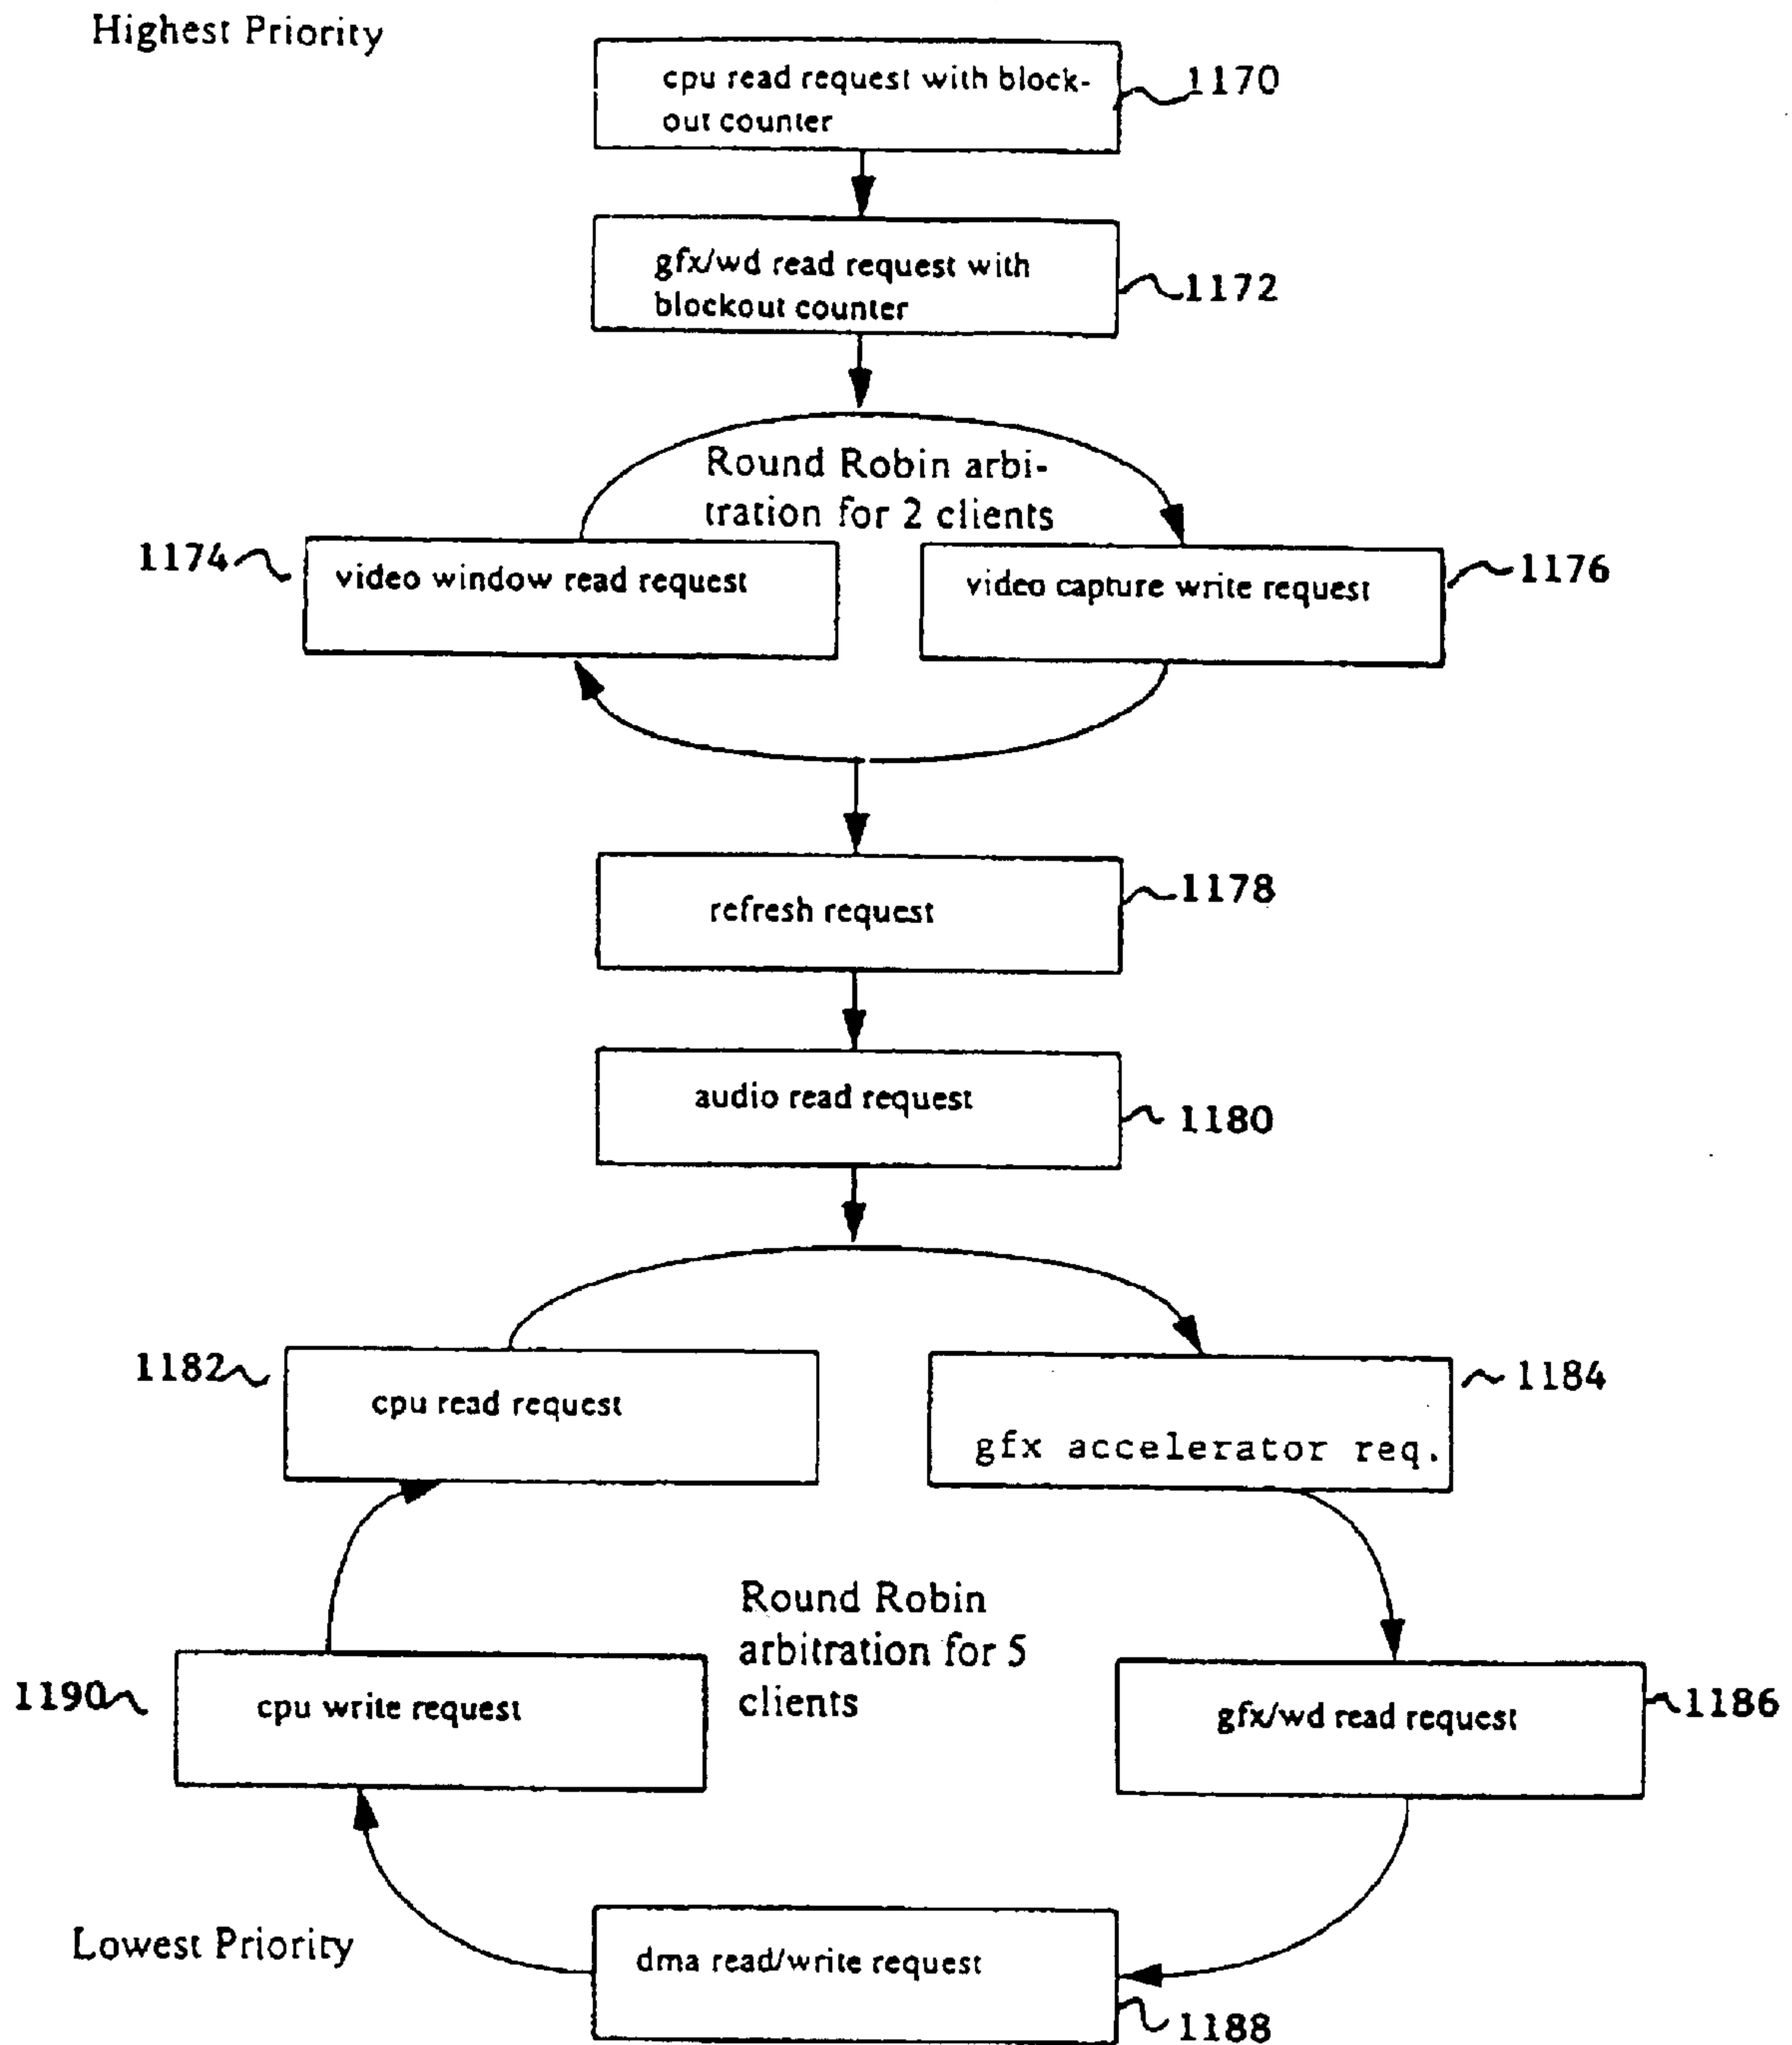 Highest Priority
cpu read request with block-
out counter
1170
gfx/wd read request with
blockout counter
1172
Round Robin arbi-
tration for 2 clients
1174
video window read request
video capture write request
1176
refresh request
1178
audio read request
1180
1182
cpu read request
gfx accelerator req.
1184
Round Robin
arbitration for 5
clients
1190
cpu write request
gfx/wd read request
1186
Lowest Priority
dma read/write request
1188